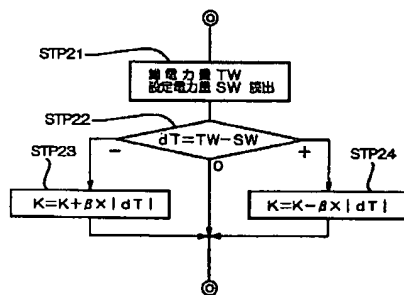 STP21
総電力量 TW
設定電力量 SW 読出
STP22
dT=TW-SW
-
+
0
STP23
STP24
K=K+β×|dT|
K=K-β×|dT|